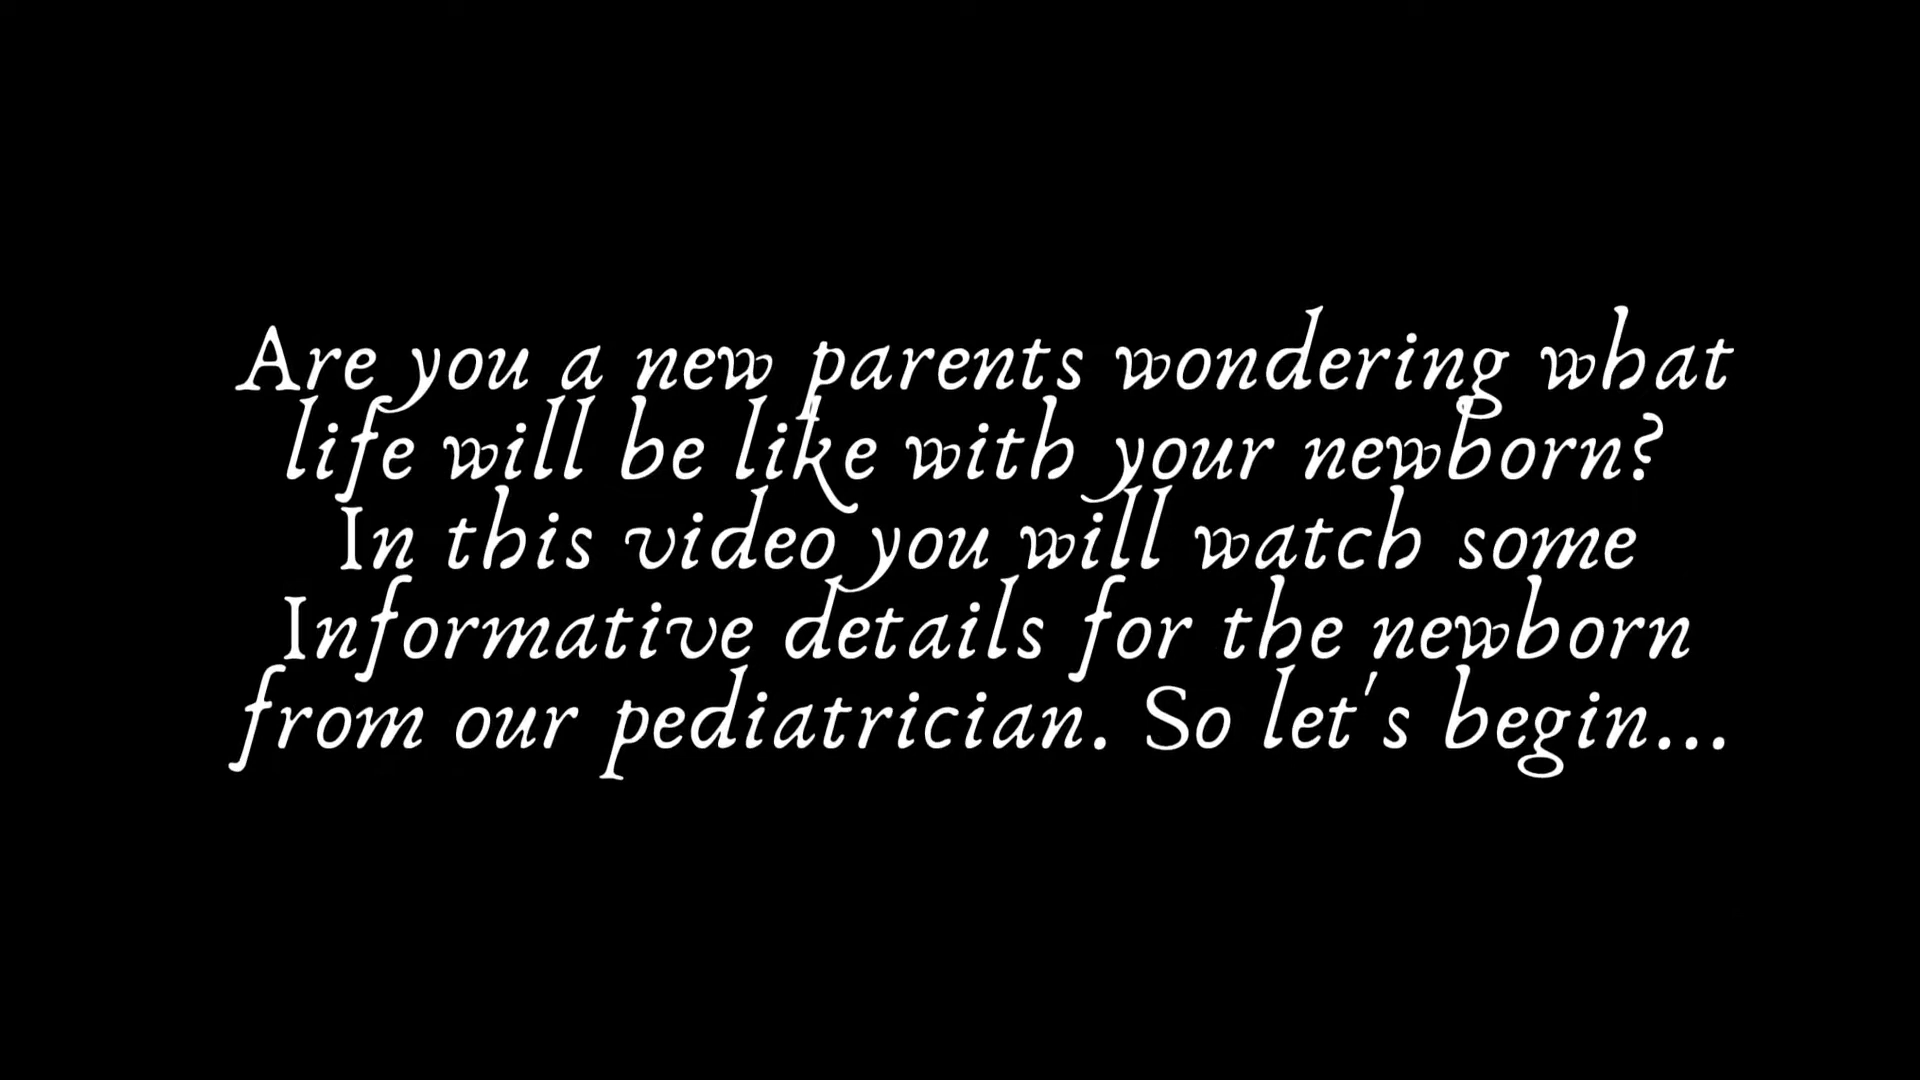 Are you a new parents wondering what
life will be like with your newborn?
In this video you will watch some
Informative details for the newborn
from our pediatrician. So let's begin...